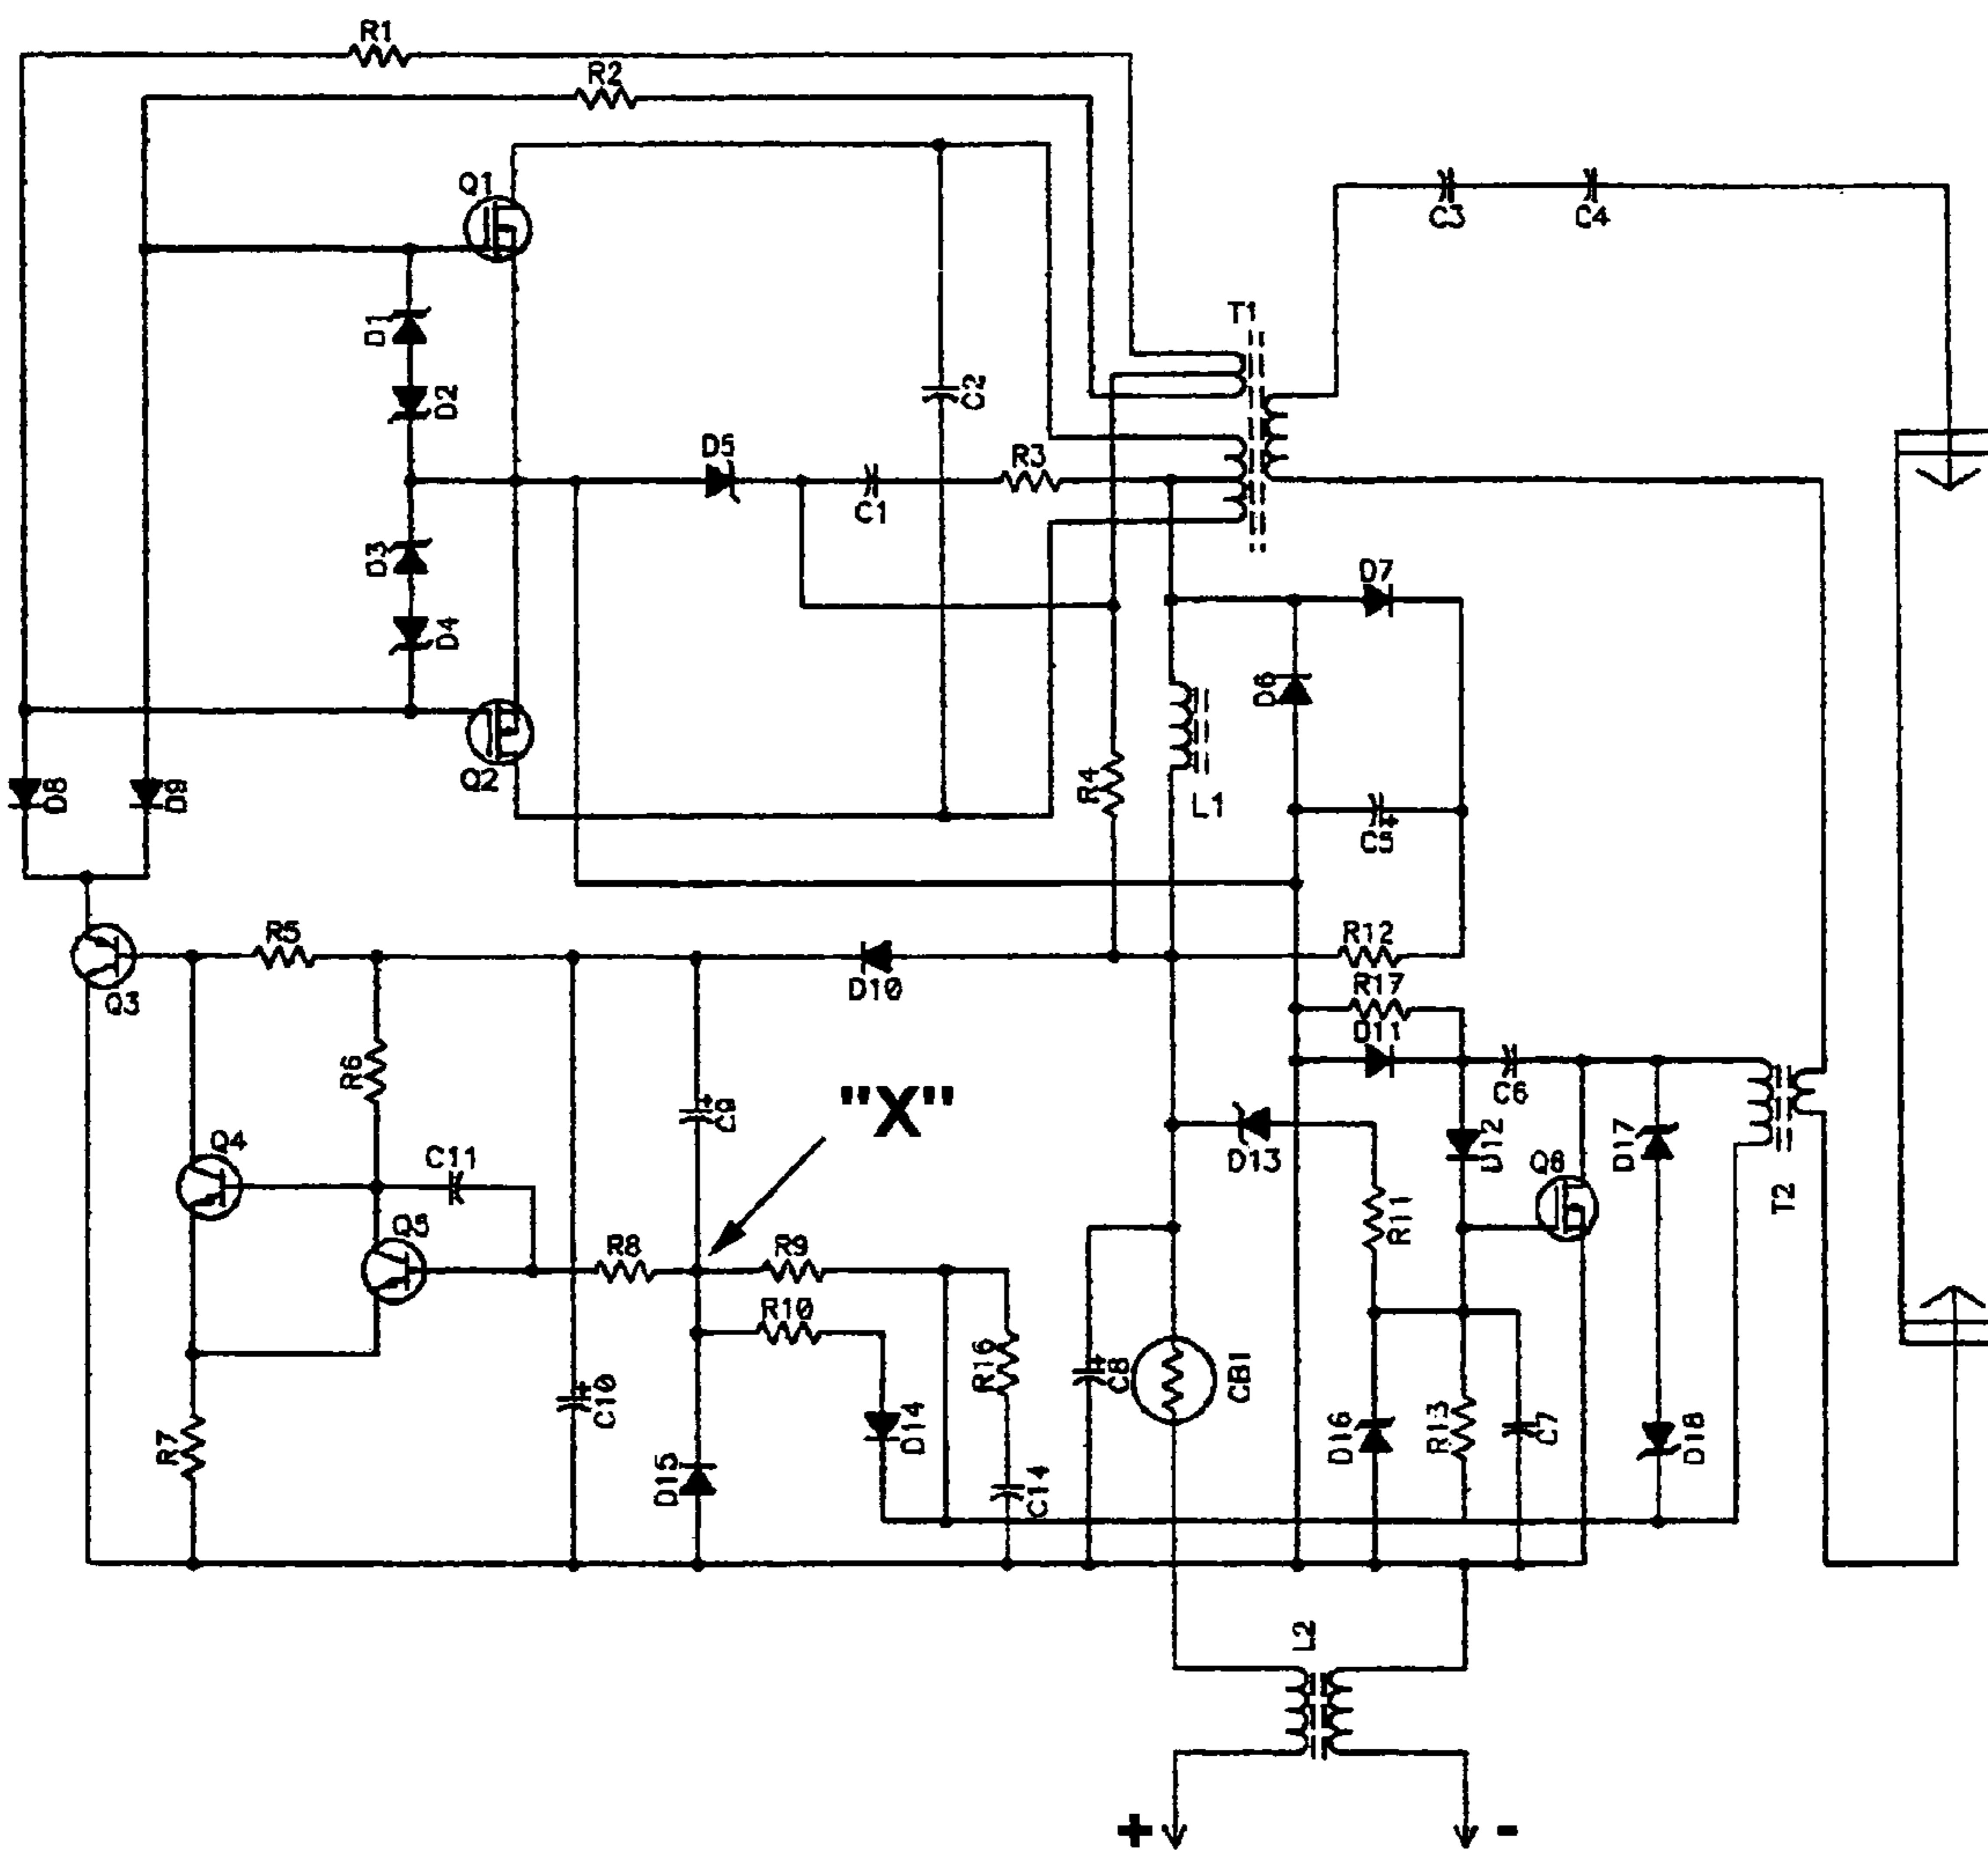 R1
R2
Q1
C3
C4
T1
D1
D2
C2
D5
R3
C1
D3
D7
D4
D6
Q2
R4
L1
D8
D9
C5
R5
R12
D10
R17
Q3
D11
R6
C9
"X"
C6
Q4
C11
D13
D12
Q6
D17
T2
Q5
R11
R8
R9
R10
R16
C8
CB1
C10
D14
R7
D16
R13
C7
D18
D15
C14
L2
+
-